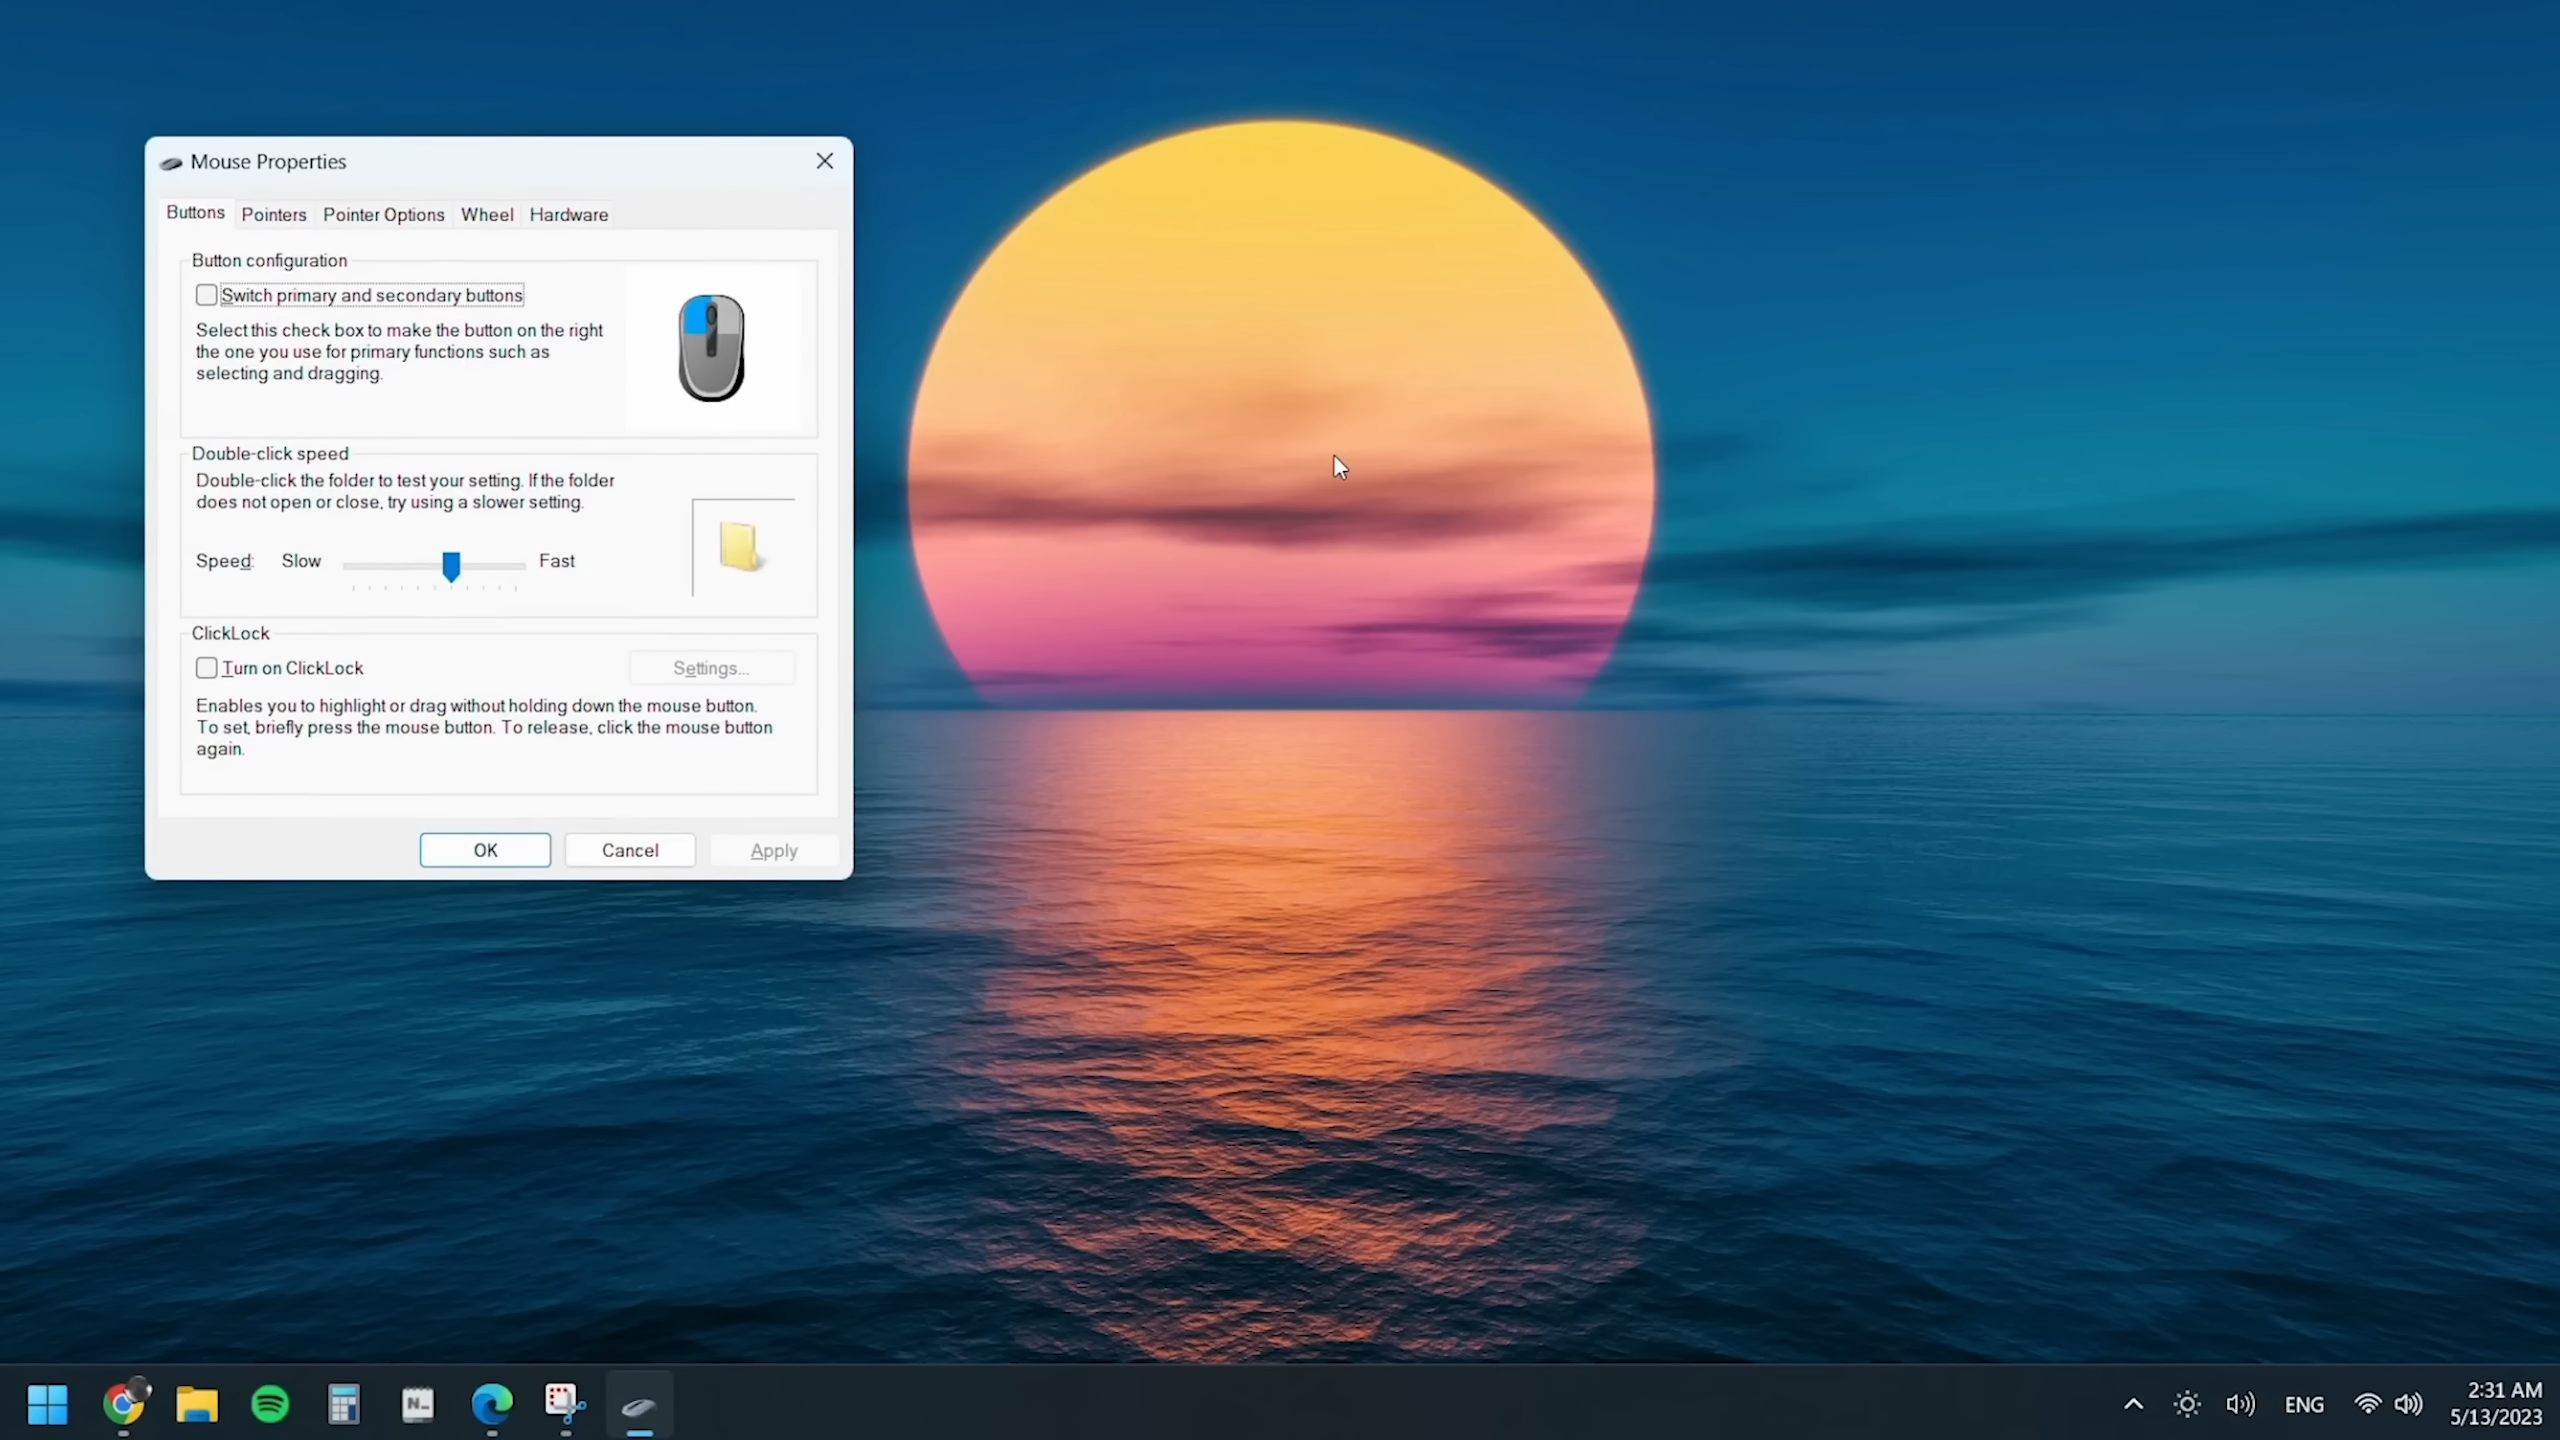 Mouse Properties
Buttons Pointers Pointer Options Wheel Hardware
Button configuration
Switch primary and secondary buttons
Select this check box to make the button on the right
the one you use for primary functions such as
selecting and dragging.
Double-click speed
Double-click the folder to test your setting. If the folder
does not open or close, try using a slower setting.
Speed: Slow Fast
ClickLock
Turn on ClickLock Settings...
Enables you to highlight or drag without holding down the mouse button.
To set, briefly press the mouse button. To release, click the mouse button
again.
OK Cancel Apply
N_
ENG
2:31 AM
5/13/2023